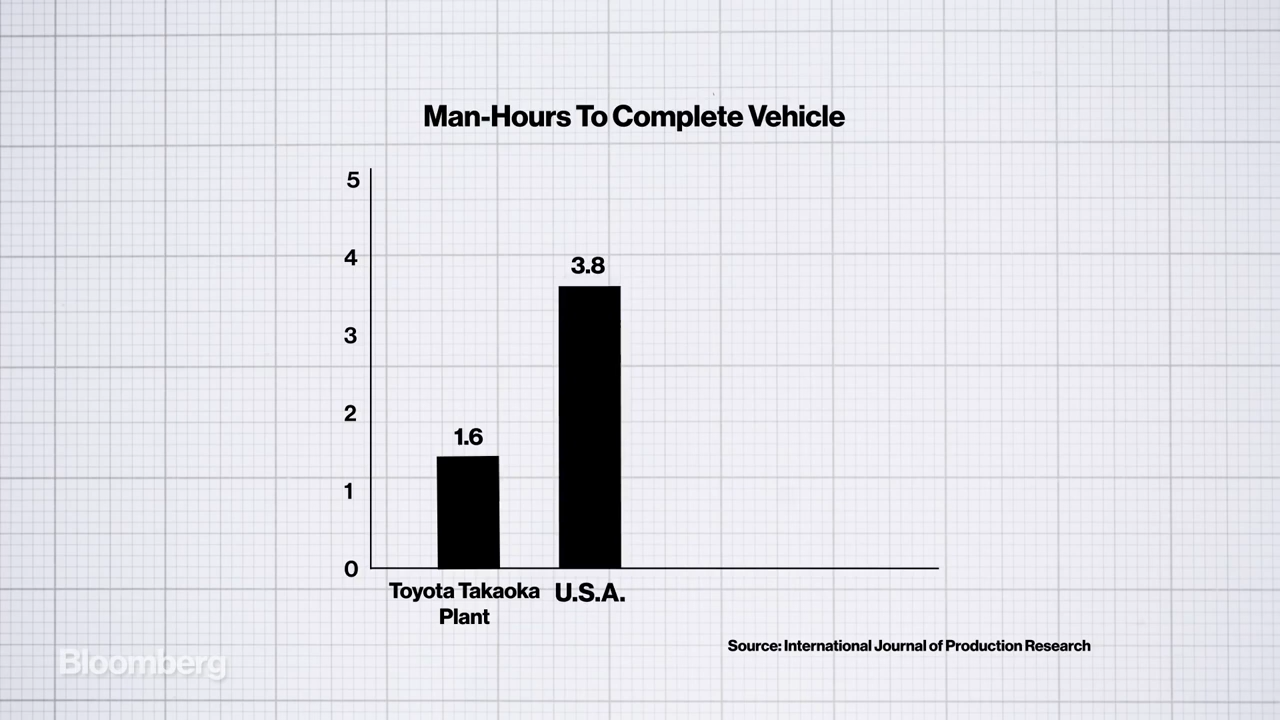 Man-Hours To Complete Vehicle
5
4
3
2
1
0
1.6
3.8
Toyota Takaoka
Plant
U.S.A.
Source: International Journal of Production Research
Bloomberg